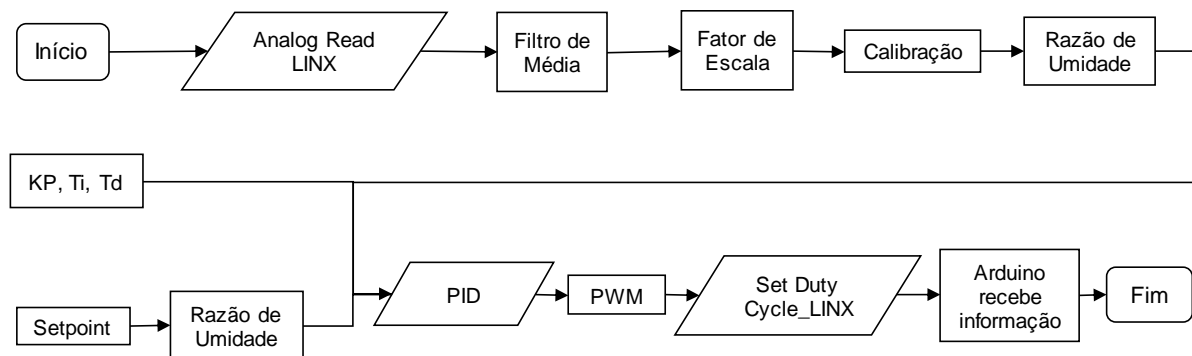 Início
Analog Read
LINX
Filtro de
Média
Fator de
Escala
Calibração
Razão de
Umidade
KP, Ti, Td
Setpoint
Razão de
Umidade
PID
PWM
Set Duty
Cycle_LINX
Arduino
recebe
informação
Fim